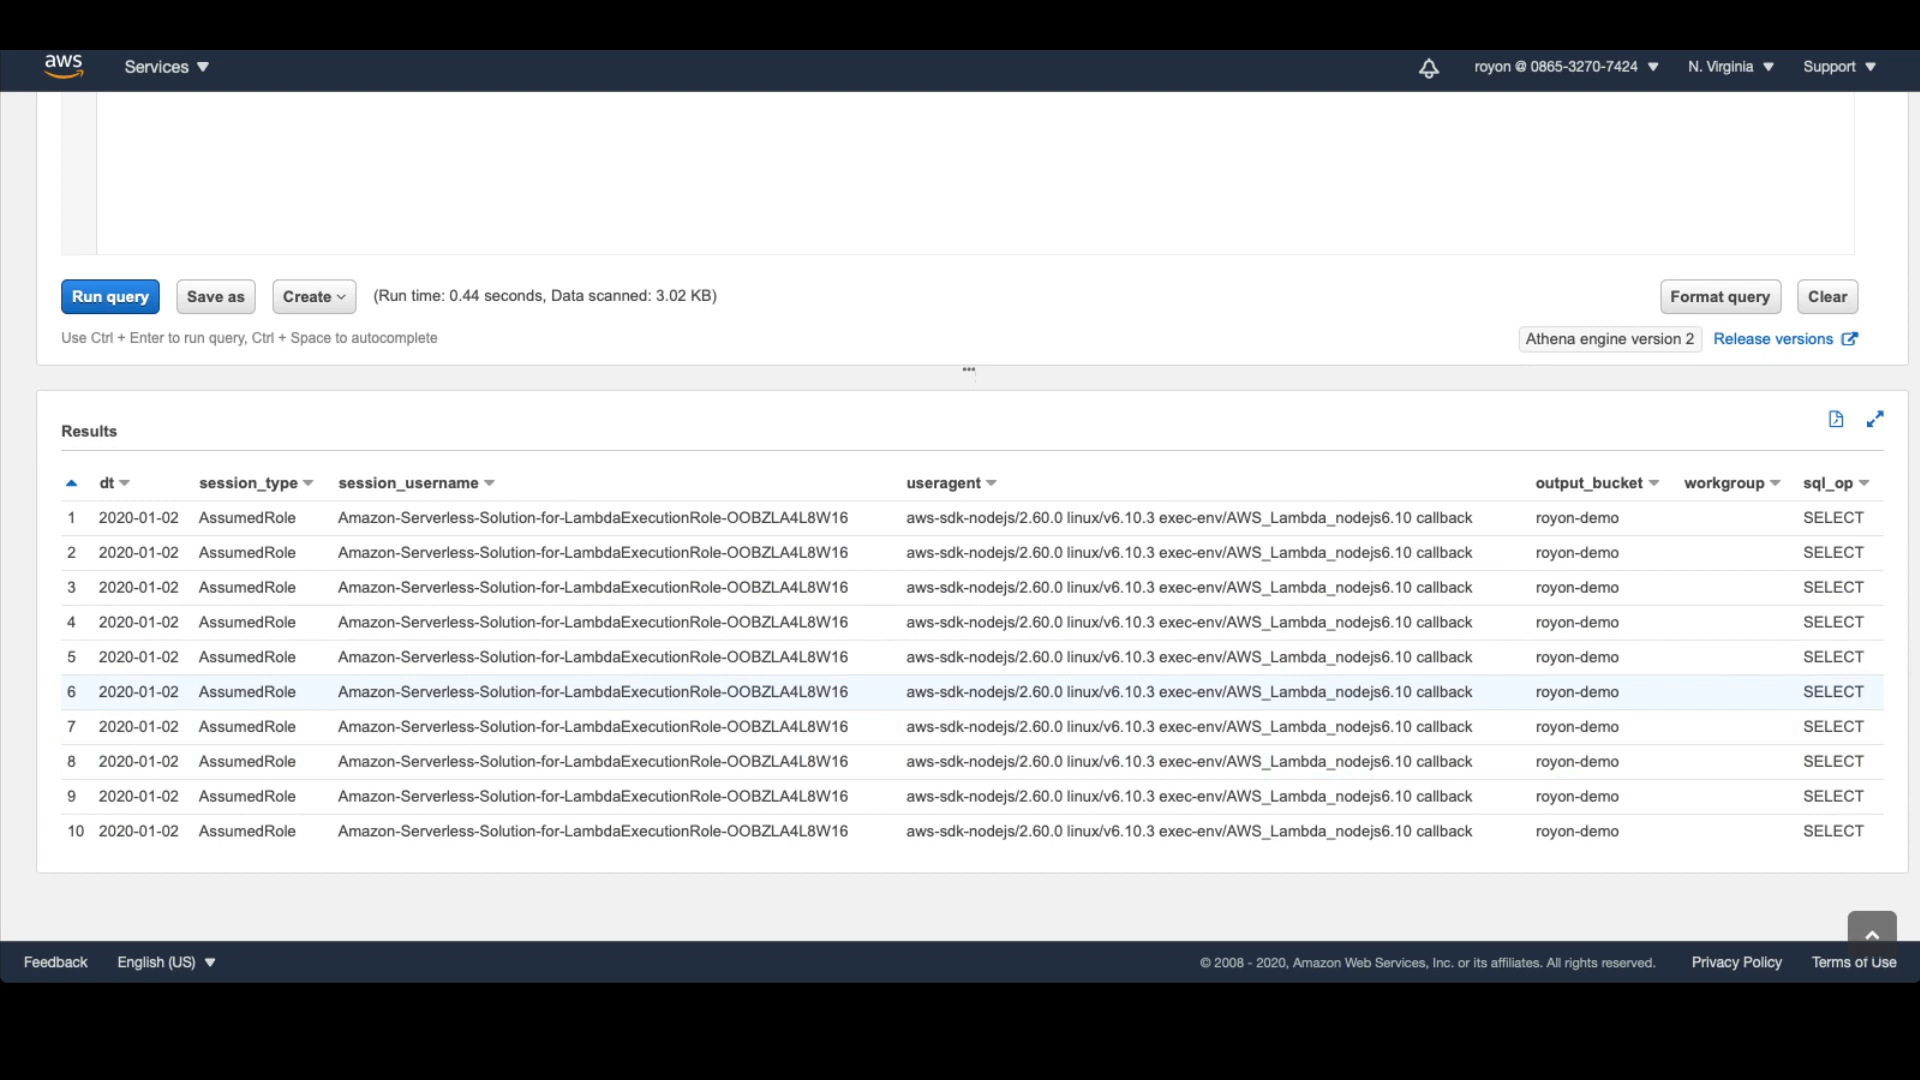 aws Services royon @ 0865-3270-7424 N. Virginia Support
Run query Save as Create (Run time: 0.44 seconds, Data scanned: 3.02 KB) Format query Clear
Use Ctrl + Enter to run query, Ctrl + Space to autocomplete Athena engine version 2 Release versions
Results
dt session_type session_username useragent output_bucket workgroup sql_op
1 2020-01-02 AssumedRole Amazon-Serverless-Solution-for-LambdaExecutionRole-OOBZLA4L8W16 aws-sdk-nodejs/2.60.0 linux/v6.10.3 exec-env/AWS_Lambda_nodejs6.10 callback royon-demo SELECT
2 2020-01-02 AssumedRole Amazon-Serverless-Solution-for-LambdaExecutionRole-OOBZLA4L8W16 aws-sdk-nodejs/2.60.0 linux/v6.10.3 exec-env/AWS_Lambda_nodejs6.10 callback royon-demo SELECT
3 2020-01-02 AssumedRole Amazon-Serverless-Solution-for-LambdaExecutionRole-OOBZLA4L8W16 aws-sdk-nodejs/2.60.0 linux/v6.10.3 exec-env/AWS_Lambda_nodejs6.10 callback royon-demo SELECT
4 2020-01-02 AssumedRole Amazon-Serverless-Solution-for-LambdaExecutionRole-OOBZLA4L8W16 aws-sdk-nodejs/2.60.0 linux/v6.10.3 exec-env/AWS_Lambda_nodejs6.10 callback royon-demo SELECT
5 2020-01-02 AssumedRole Amazon-Serverless-Solution-for-LambdaExecutionRole-OOBZLA4L8W16 aws-sdk-nodejs/2.60.0 linux/v6.10.3 exec-env/AWS_Lambda_nodejs6.10 callback royon-demo SELECT
6 2020-01-02 AssumedRole Amazon-Serverless-Solution-for-LambdaExecutionRole-OOBZLA4L8W16 aws-sdk-nodejs/2.60.0 linux/v6.10.3 exec-env/AWS_Lambda_nodejs6.10 callback royon-demo SELECT
7 2020-01-02 AssumedRole Amazon-Serverless-Solution-for-LambdaExecutionRole-OOBZLA4L8W16 aws-sdk-nodejs/2.60.0 linux/v6.10.3 exec-env/AWS_Lambda_nodejs6.10 callback royon-demo SELECT
8 2020-01-02 AssumedRole Amazon-Serverless-Solution-for-LambdaExecutionRole-OOBZLA4L8W16 aws-sdk-nodejs/2.60.0 linux/v6.10.3 exec-env/AWS_Lambda_nodejs6.10 callback royon-demo SELECT
9 2020-01-02 AssumedRole Amazon-Serverless-Solution-for-LambdaExecutionRole-OOBZLA4L8W16 aws-sdk-nodejs/2.60.0 linux/v6.10.3 exec-env/AWS_Lambda_nodejs6.10 callback royon-demo SELECT
10 2020-01-02 AssumedRole Amazon-Serverless-Solution-for-LambdaExecutionRole-OOBZLA4L8W16 aws-sdk-nodejs/2.60.0 linux/v6.10.3 exec-env/AWS_Lambda_nodejs6.10 callback royon-demo SELECT
Feedback English (US) © 2008 - 2020, Amazon Web Services, Inc. or its affiliates. All rights reserved. Privacy Policy Terms of Use